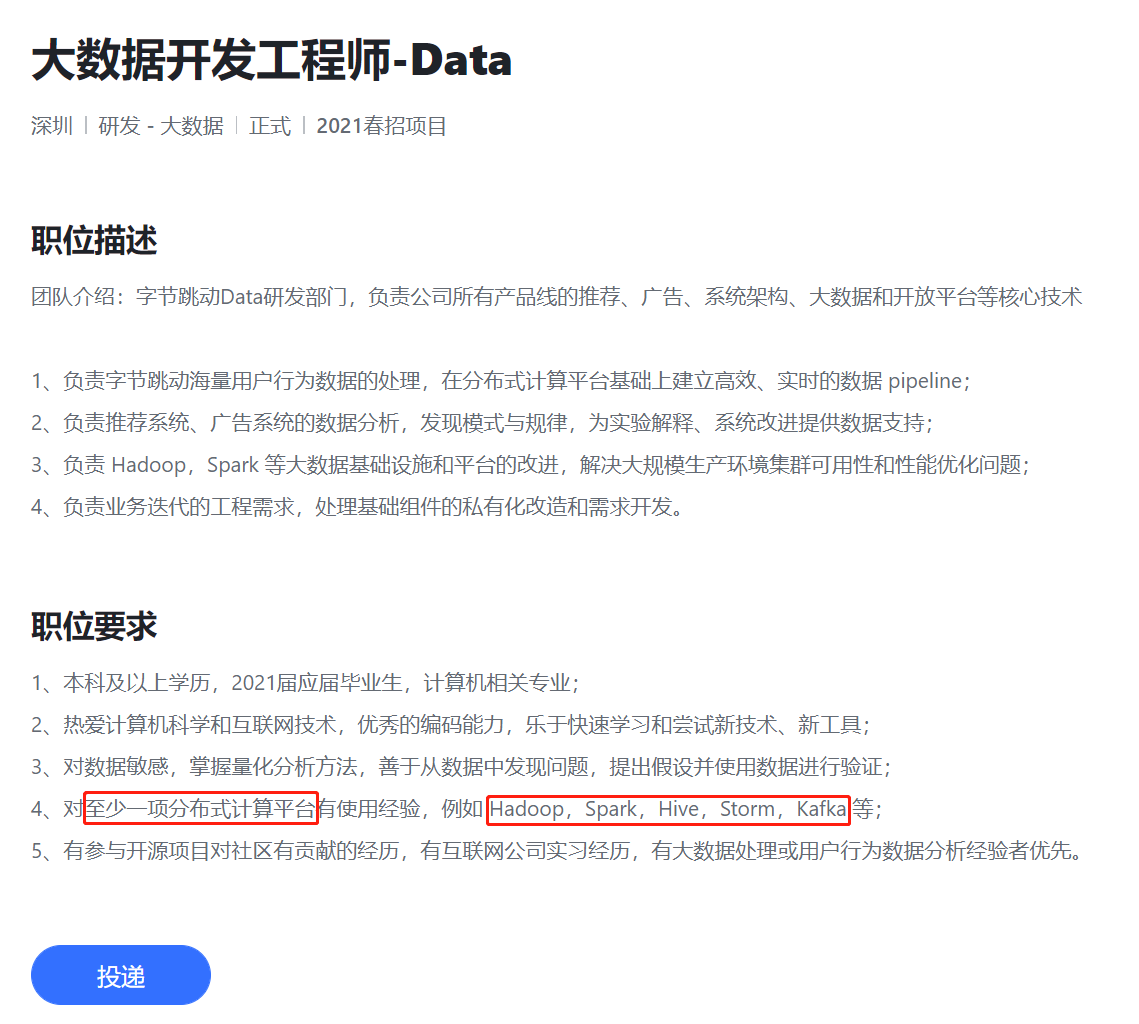 大数据开发工程师-Data
深圳 | 研发 - 大数据 | 正式 | 2021春招项目
职位描述
团队介绍：字节跳动Data研发部门，负责公司所有产品线的推荐、广告、系统架构、大数据和开放平台等核心技术
1、负责字节跳动海量用户行为数据的处理，在分布式计算平台基础上建立高效、实时的数据 pipeline；
2、负责推荐系统、广告系统的数据分析，发现模式与规律，为实验解释、系统改进提供数据支持；
3、负责 Hadoop，Spark 等大数据基础设施和平台的改进，解决大规模生产环境集群可用性和性能优化问题；
4、负责业务迭代的工程需求，处理基础组件的私有化改造和需求开发。
职位要求
1、本科及以上学历，2021届应届毕业生，计算机相关专业；
2、热爱计算机科学和互联网技术，优秀的编码能力，乐于快速学习和尝试新技术、新工具；
3、对数据敏感，掌握量化分析方法，善于从数据中发现问题，提出假设并使用数据进行验证；
4、对至少一项分布式计算平台有使用经验，例如 Hadoop，Spark，Hive，Storm，Kafka 等；
5、有参与开源项目对社区有贡献的经历，有互联网公司实习经历，有大数据处理或用户行为数据分析经验者优先。
投递